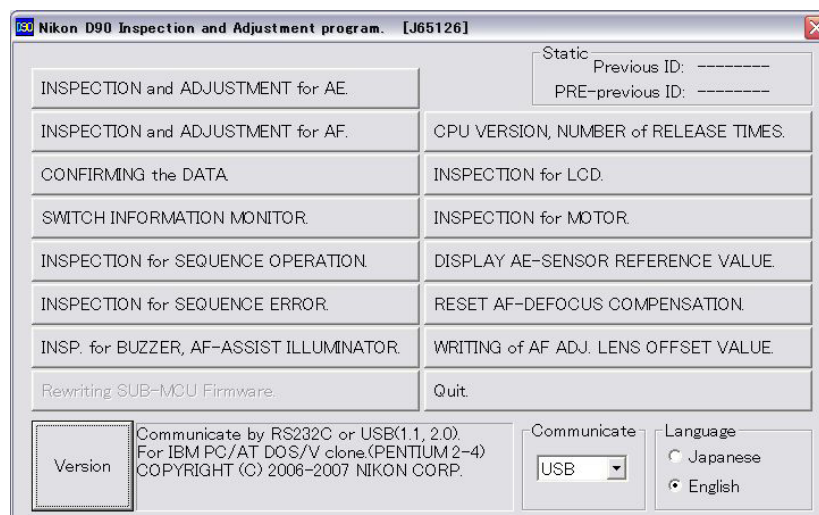 D90 Nikon D90 Inspection and Adjustment program. [J65126]
Static
Previous ID: --------
PRE-previous ID: --------
INSPECTION and ADJUSTMENT for AE.
INSPECTION and ADJUSTMENT for AF.
CPU VERSION, NUMBER of RELEASE TIMES.
CONFIRMING the DATA.
INSPECTION for LCD.
SWITCH INFORMATION MONITOR.
INSPECTION for MOTOR.
INSPECTION for SEQUENCE OPERATION.
DISPLAY AE-SENSOR REFERENCE VALUE.
INSPECTION for SEQUENCE ERROR.
RESET AF-DEFOCUS COMPENSATION.
INSP. for BUZZER, AF-ASSIST ILLUMINATOR.
WRITING of AF ADJ. LENS OFFSET VALUE.
Rewriting SUB-MCU Firmware.
Quit.
Version
Communicate by RS232C or USB(1.1, 2.0).
For IBM PC/AT DOS/V clone.(PENTIUM 2-4)
COPYRIGHT (C) 2006-2007 NIKON CORP.
Communicate
USB
Language
Japanese
English